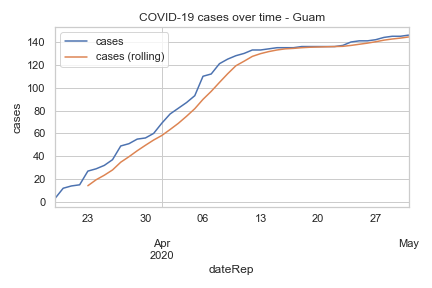 COVID-19 cases over time - Guam
cases
cases (rolling)
140
120
100
80
60
40
20
0
cases
23
30
06
13
20
27
Apr
2020
May
dateRep